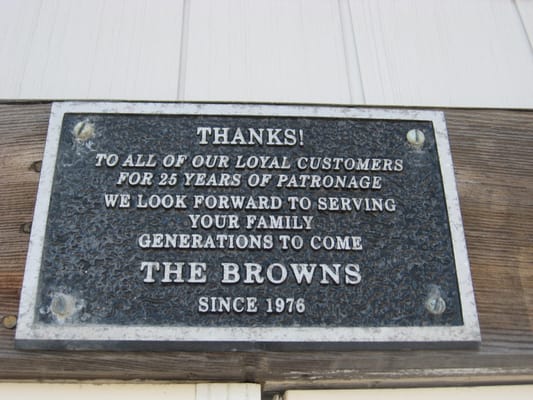 THANKS!
TO ALL OF OUR LOYAL CUSTOMERS
FOR 25 YEARS OF PATRONAGE
WE LOOK FORWARD TO SERVING
YOUR FAMILY
GENERATIONS TO COME
THE BROWNS
SINCE 1976